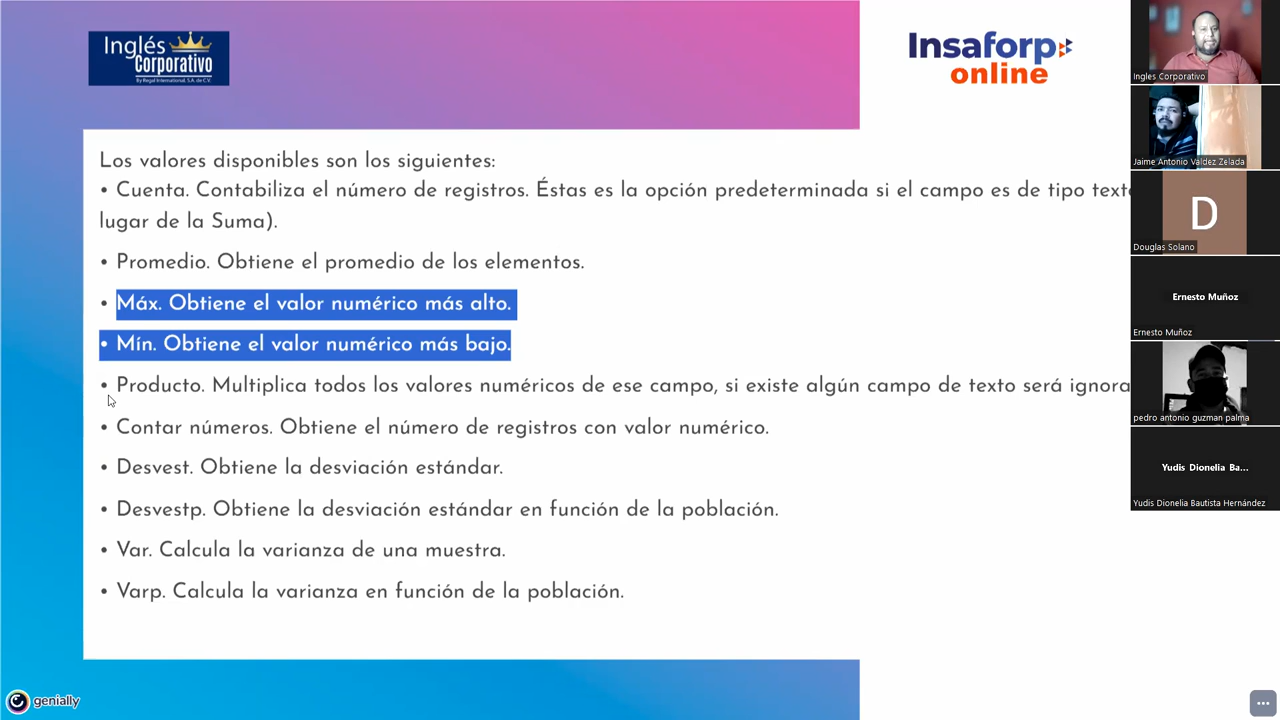 Inglés
Corporativo
By Regal International, S.A. de C.V.
Insaforp
online
Los valores disponibles son los siguientes:
• Cuenta. Contabiliza el número de registros. Éstas es la opción predeterminada si el campo es de tipo texto
lugar de la Suma).
• Promedio. Obtiene el promedio de los elementos.
• Máx. Obtiene el valor numérico más alto.
• Mín. Obtiene el valor numérico más bajo.
• Producto. Multiplica todos los valores numéricos de ese campo, si existe algún campo de texto será ignora
• Contar números. Obtiene el número de registros con valor numérico.
• Desvest. Obtiene la desviación estándar.
• Desvestp. Obtiene la desviación estándar en función de la población.
• Var. Calcula la varianza de una muestra.
• Varp. Calcula la varianza en función de la población.
genially
Ingles Corporativo
Jaime Antonio Valdez Zelada
D
Douglas Solano
Ernesto Muñoz
Ernesto Muñoz
pedro antonio guzman palma
Yudis Dionelia Ba...
Yudis Dionelia Bautista Hernández